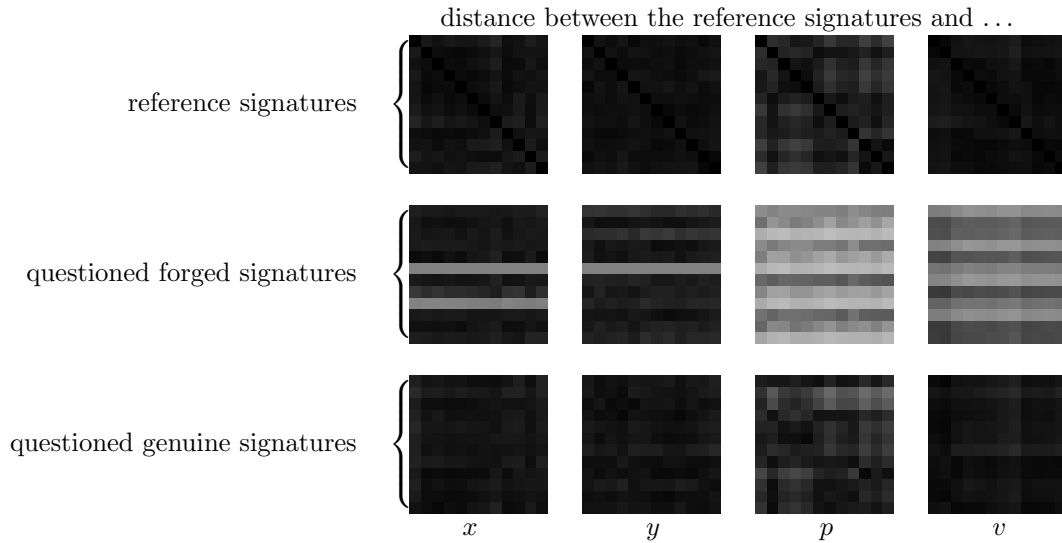 distance between the reference signatures and ...
reference signatures
questioned forged signatures
questioned genuine signatures
x y p v